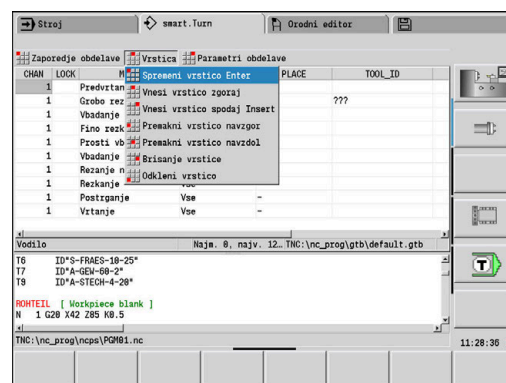 Stroj
smart.Turn
Orodni editor
Zaporedje obdelave Vrstica Parametri obdelave
CHAN LOCK M PLACE TOOL_ID
Spremeni vrstico Enter
Vnesi vrstico zgoraj
Vnesi vrstico spodaj Insert
Premakni vrstico navzgor
Premakni vrstico navzdol
Brisanje vrstice
Odkleni vrstico
1 Predvrtan
1 Grobo rez ???
1 Vbadanje
1 Fino rezk
1 Prosti vb
1 Vbadanje
1 Rezanje n
1 Rezkanje Vse -
1 Postrganje Vse -
1 Vrtanje Vse -
Vodilo Najm. 0, najv. 12… TNC:\nc_prog\gtb\default.gtb
T6 ID"S-FRAES-10-25"
T7 ID"A-GEW-60-2"
T9 ID"A-STECH-4-20"
ROHTEIL [ Workpiece blank ]
N 1 G20 X42 Z85 K0.5
TNC:\nc_prog\ncps\PGM01.nc
T
11:28:36